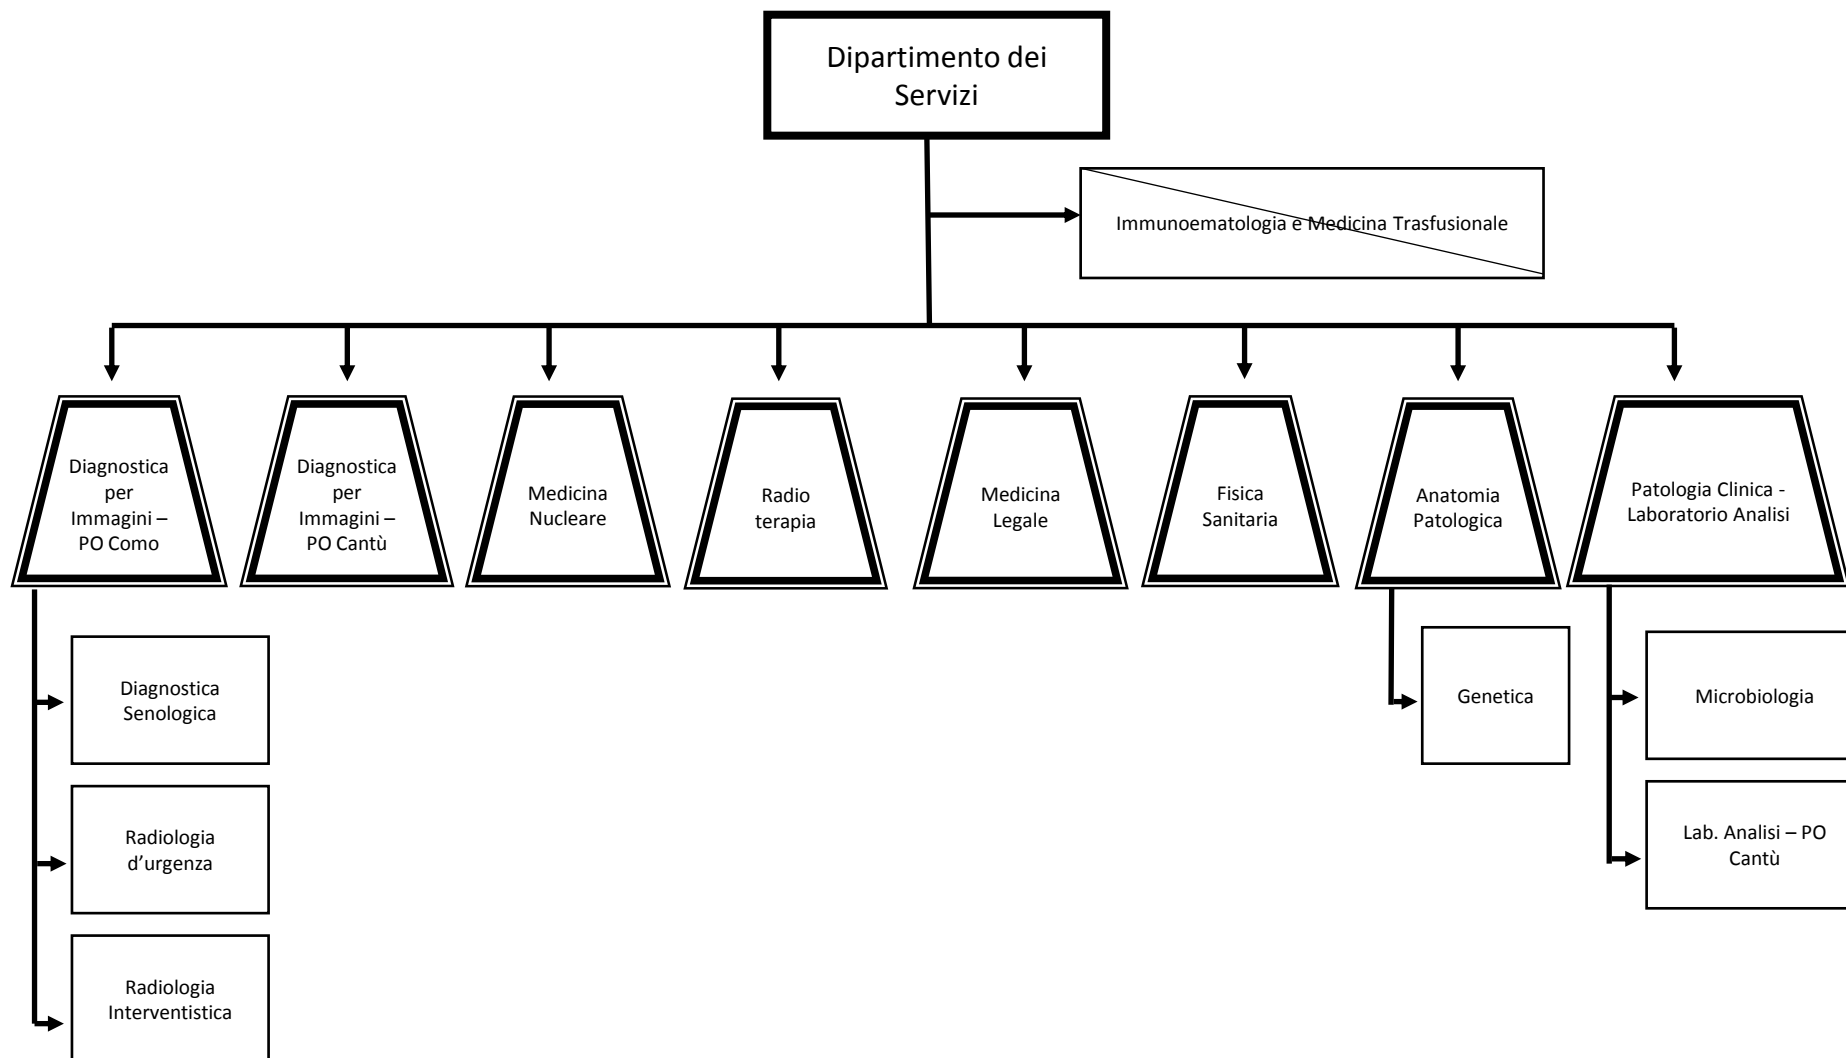 Dipartimento dei
Servizi
Immunoematologia e Medicina Trasfusionale
Diagnostica
per
Immagini –
PO Como
Diagnostica
per
Immagini –
PO Cantù
Medicina
Nucleare
Radio
terapia
Medicina
Legale
Fisica
Sanitaria
Anatomia
Patologica
Patologia Clinica -
Laboratorio Analisi
Diagnostica
Senologica
Radiologia
d’urgenza
Radiologia
Interventistica
Genetica
Microbiologia
Lab. Analisi – PO
Cantù